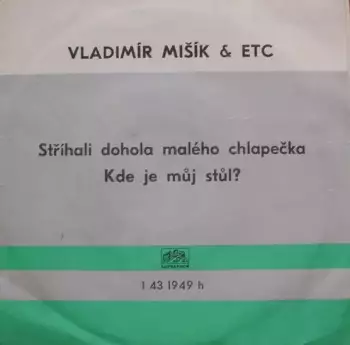 VLADIMÍR MIŠÍK & ETC
Stříhali dohola malého chlapečka
Kde je můj stůl?
1 43 1949 h